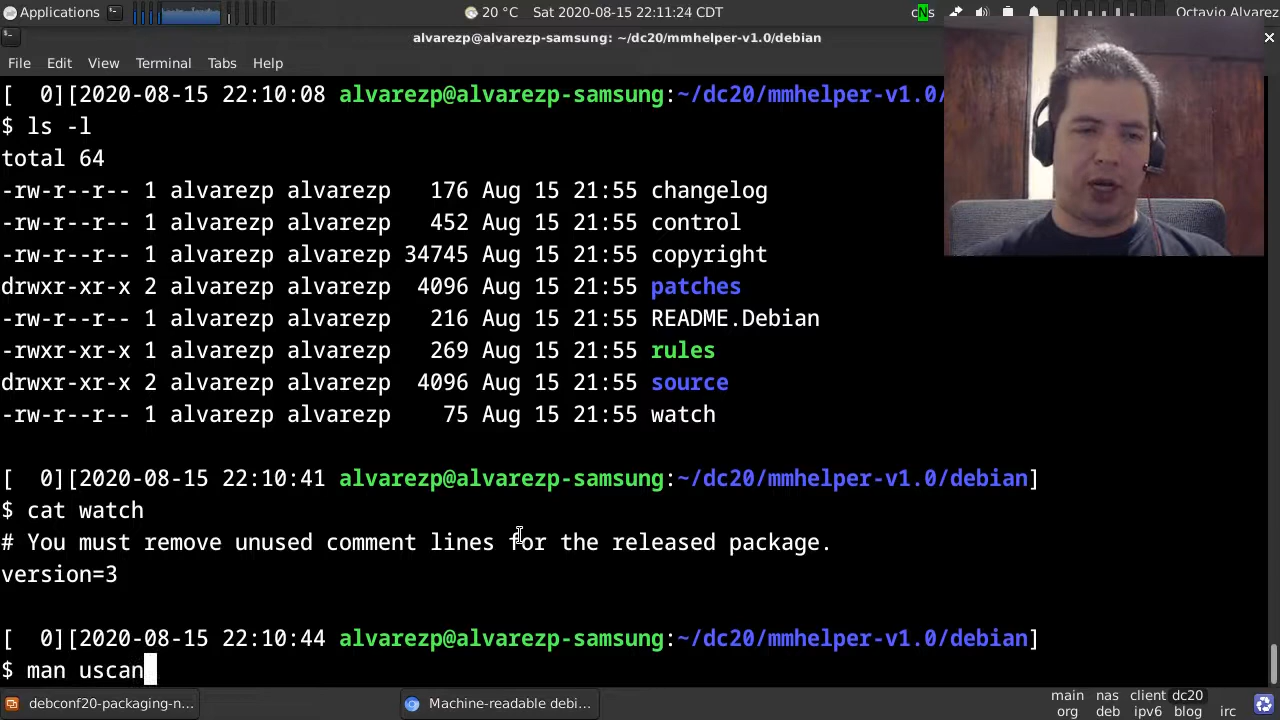 Applications
20 °C Sat 2020-08-15 22:11:24 CDT
Octavio Alvarez
alvarezp@alvarezp-samsung: ~/dc20/mmhelper-v1.0/debian
File Edit View Terminal Tabs Help
[  0][2020-08-15 22:10:08 alvarezp@alvarezp-samsung:~/dc20/mmhelper-v1.0/
$ ls -l
total 64
-rw-r--r-- 1 alvarezp alvarezp   176 Aug 15 21:55 changelog
-rw-r--r-- 1 alvarezp alvarezp   452 Aug 15 21:55 control
-rw-r--r-- 1 alvarezp alvarezp 34745 Aug 15 21:55 copyright
drwxr-xr-x 2 alvarezp alvarezp  4096 Aug 15 21:55 patches
-rw-r--r-- 1 alvarezp alvarezp   216 Aug 15 21:55 README.Debian
-rwxr-xr-x 1 alvarezp alvarezp   269 Aug 15 21:55 rules
drwxr-xr-x 2 alvarezp alvarezp  4096 Aug 15 21:55 source
-rw-r--r-- 1 alvarezp alvarezp    75 Aug 15 21:55 watch
[  0][2020-08-15 22:10:41 alvarezp@alvarezp-samsung:~/dc20/mmhelper-v1.0/debian]
$ cat watch
# You must remove unused comment lines for the released package.
version=3
[  0][2020-08-15 22:10:44 alvarezp@alvarezp-samsung:~/dc20/mmhelper-v1.0/debian]
$ man uscan
debconf20-packaging-n...
Machine-readable debi...
main nas client dc20
org deb ipv6 blog irc